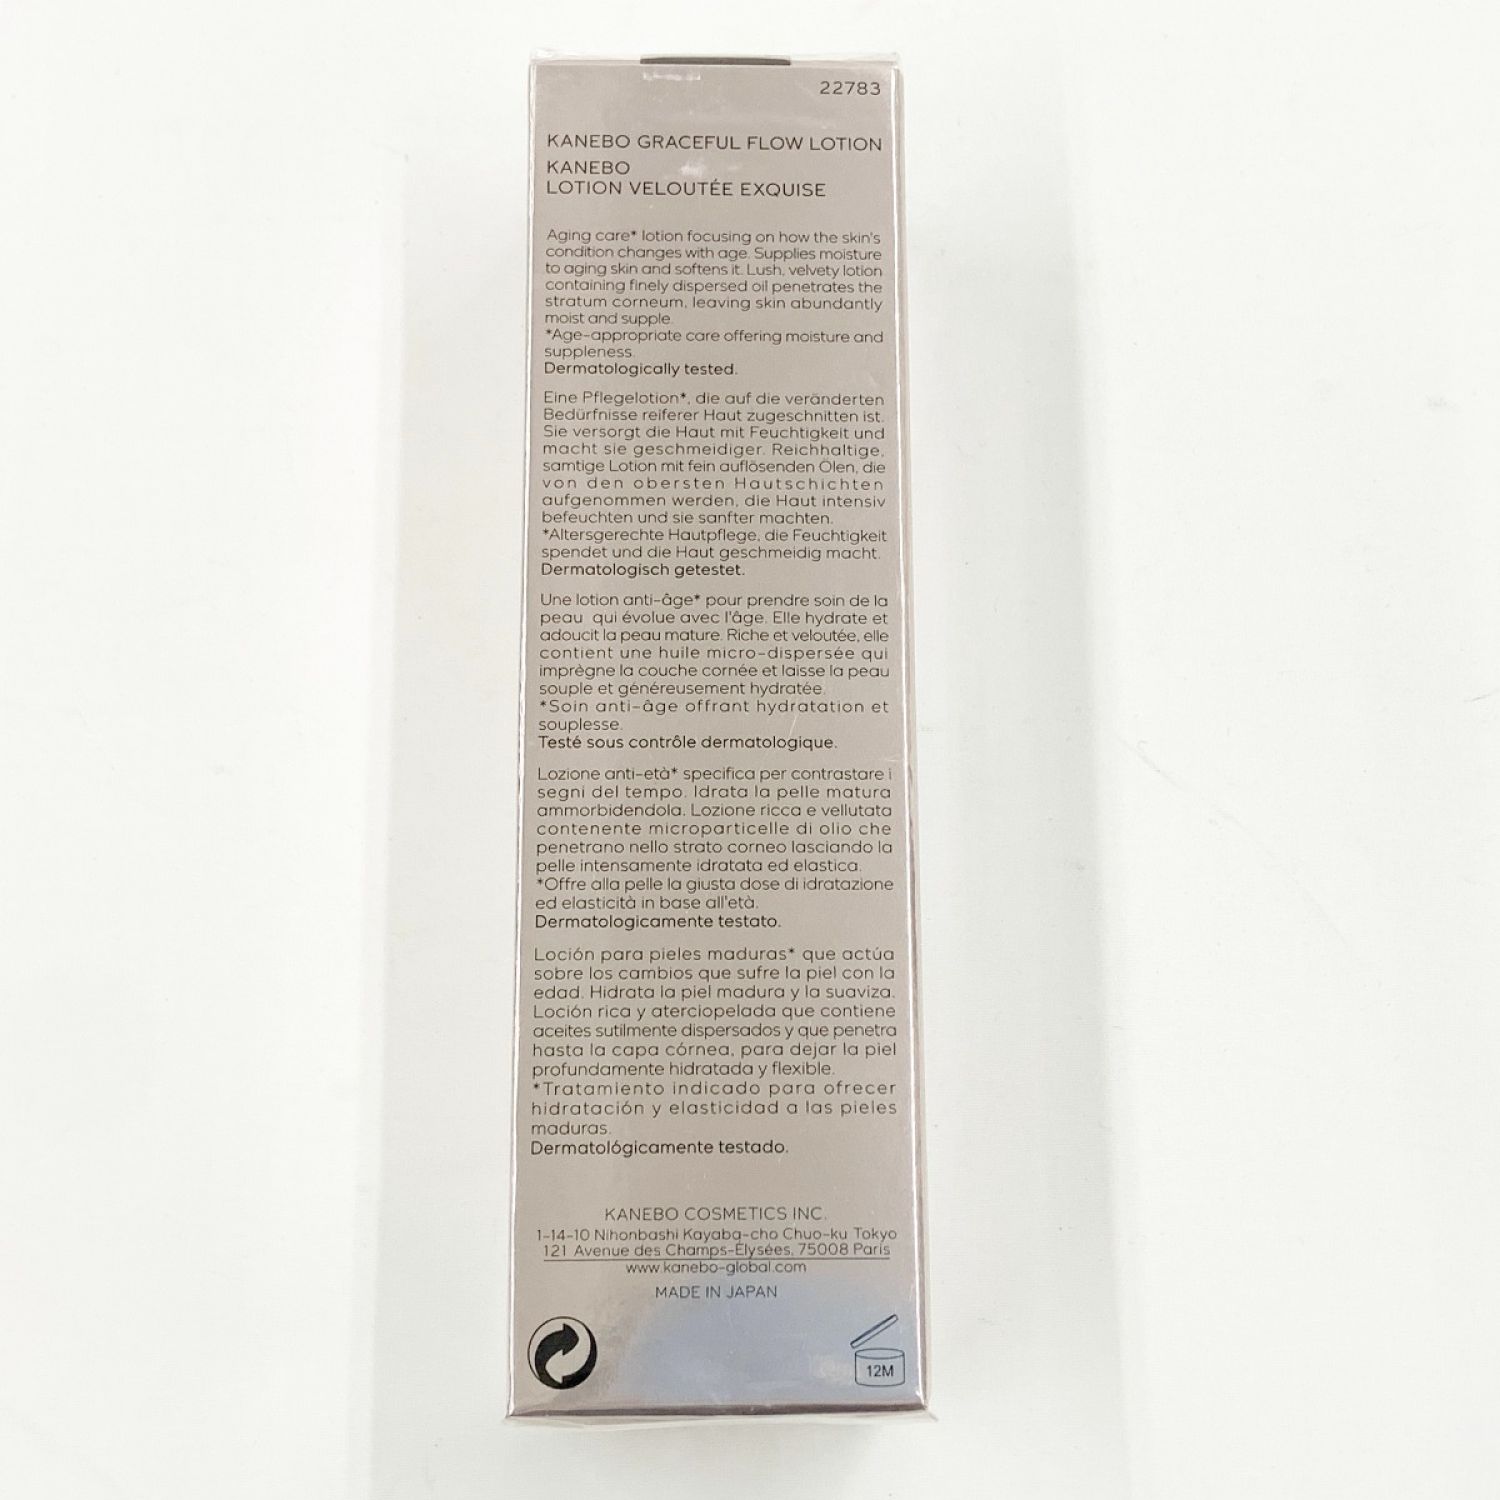 22783
KANEBO GRACEFUL FLOW LOTION
KANEBO
LOTION VELOUTÉE EXQUISE
Aging care* lotion focusing on how the skin's
condition changes with age. Supplies moisture
to aging skin and softens it. Lush, velvety lotion
containing finely dispersed oil penetrates the
stratum corneum, leaving skin abundantly
moist and supple.
*Age-appropriate care offering moisture and
suppleness.
Dermatologically tested.
Eine Pflegelotion*, die auf die veränderten
Bedürfnisse reiferer Haut zugeschnitten ist.
Sie versorgt die Haut mit Feuchtigkeit und
macht sie geschmeidiger. Reichhaltige,
samtige Lotion mit fein auflösenden Ölen, die
von den obersten Hautschichten
aufgenommen werden, die Haut intensiv
befeuchten und sie sanfter machten.
*Altersgerechte Hautpflege, die Feuchtigkeit
spendet und die Haut geschmeidig macht.
Dermatologisch getestet.
Une lotion anti-âge* pour prendre soin de la
peau qui évolue avec l'âge. Elle hydrate et
adoucit la peau mature. Riche et veloutée, elle
contient une huile micro-dispersée qui
imprègne la couche cornée et laisse la peau
souple et généreusement hydratée.
*Soin anti-âge offrant hydratation et
souplesse.
Testé sous contrôle dermatologique.
Lozione anti-età* specifica per contrastare i
segni del tempo. Idrata la pelle matura
ammorbidendola. Lozione ricca e vellutata
contenente microparticelle di olio che
penetrano nello strato corneo lasciando la
pelle intensamente idratata ed elastica.
*Offre alla pelle la giusta dose di idratazione
ed elasticità in base all'età.
Dermatologicamente testato.
Loción para pieles maduras* que actúa
sobre los cambios que sufre la piel con la
edad. Hidrata la piel madura y la suaviza.
Loción rica y aterciopelada que contiene
aceites sutilmente dispersados y que penetra
hasta la capa córnea, para dejar la piel
profundamente hidratada y flexible.
*Tratamiento indicado para ofrecer
hidratación y elasticidad a las pieles
maduras.
Dermatológicamente testado.
KANEBO COSMETICS INC.
1-14-10 Nihonbashi Kayaba-cho Chuo-ku Tokyo
121 Avenue des Champs-Élysées, 75008 Paris
www.kanebo-global.com
MADE IN JAPAN
12M